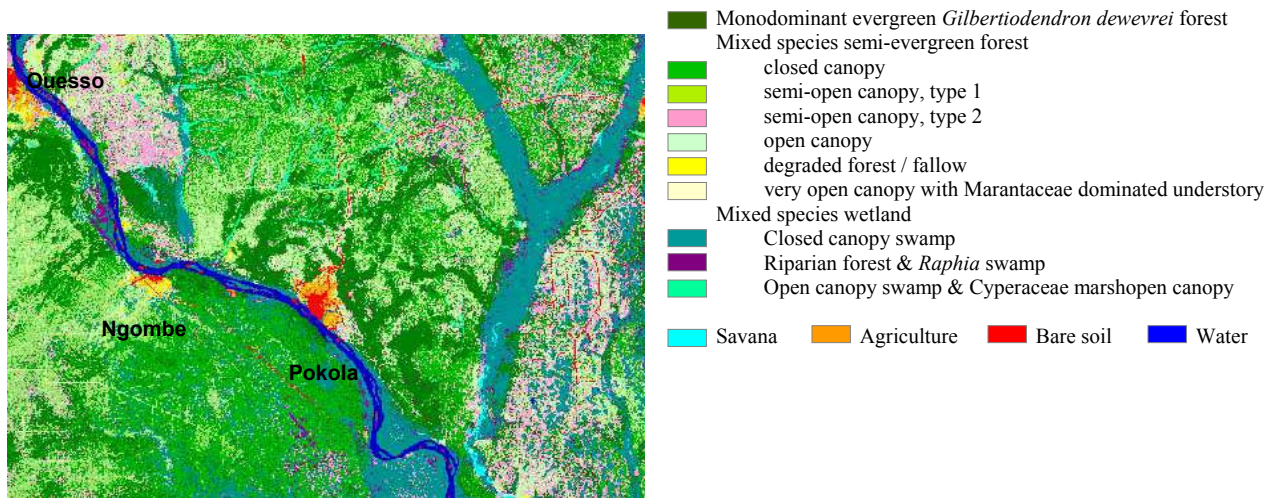 Ouesso
Ngombe
Pokola
Monodominant evergreen Gilbertiodendron dewevrei forest
Mixed species semi-evergreen forest
closed canopy
semi-open canopy, type 1
semi-open canopy, type 2
open canopy
degraded forest / fallow
very open canopy with Marantaceae dominated understory
Mixed species wetland
Closed canopy swamp
Riparian forest & Raphia swamp
Open canopy swamp & Cyperaceae marshopen canopy
Savana Agriculture Bare soil Water